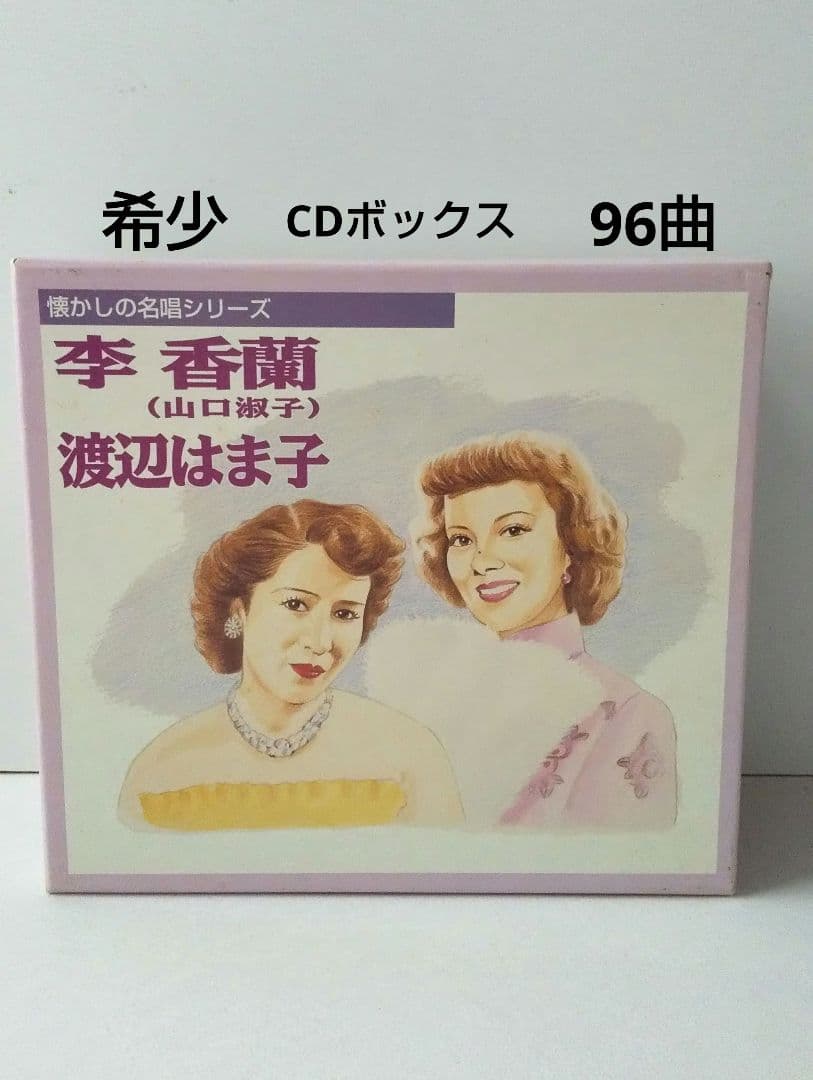 希少 CDボックス 96曲
懐かしの名唱シリーズ
李 香蘭
(山口淑子)
渡辺はま子